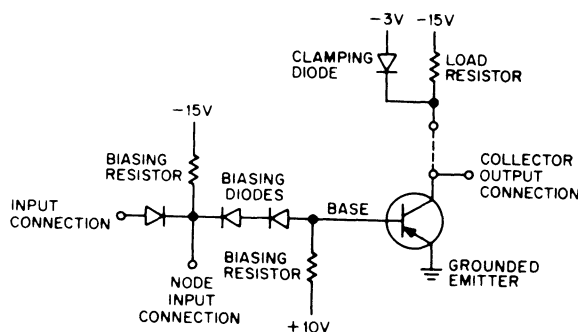 -3V
-15V
CLAMPING
DIODE
LOAD
RESISTOR
-15V
BIASING
RESISTOR
BIASING
DIODES
COLLECTOR
OUTPUT
CONNECTION
INPUT
CONNECTION
BASE
BIASING
RESISTOR
NODE
INPUT
CONNECTION
GROUNDED
EMITTER
+10V